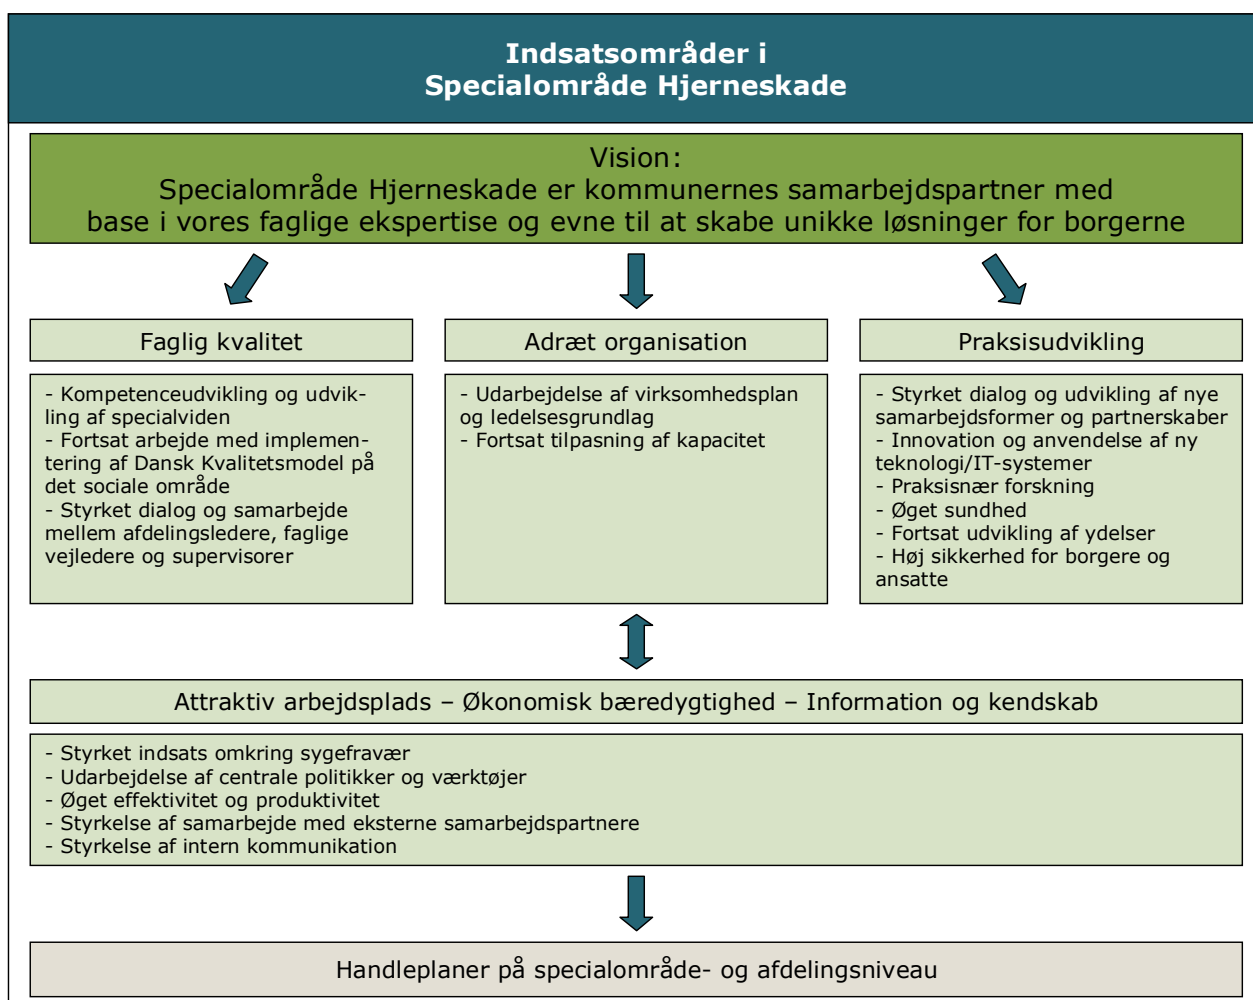 Indsatsområder i
Specialområde Hjerneskade
Vision:
Specialområde Hjerneskade er kommunernes samarbejdspartner med
base i vores faglige ekspertise og evne til at skabe unikke løsninger for borgerne
Faglig kvalitet
- Kompetenceudvikling og udvik-
ling af specialviden
- Fortsat arbejde med implemen-
tering af Dansk Kvalitetsmodel på
det sociale område
- Styrket dialog og samarbejde
mellem afdelingsledere, faglige
vejledere og supervisorer
Adræt organisation
- Udarbejdelse af virksomhedsplan
og ledelsesgrundlag
- Fortsat tilpasning af kapacitet
Praksisudvikling
- Styrket dialog og udvikling af nye
samarbejdsformer og partnerskaber
- Innovation og anvendelse af ny
teknologi/IT-systemer
- Praksisnær forskning
- Øget sundhed
- Fortsat udvikling af ydelser
- Høj sikkerhed for borgere og
ansatte
Attraktiv arbejdsplads – Økonomisk bæredygtighed – Information og kendskab
- Styrket indsats omkring sygefravær
- Udarbejdelse af centrale politikker og værktøjer
- Øget effektivitet og produktivitet
- Styrkelse af samarbejde med eksterne samarbejdspartnere
- Styrkelse af intern kommunikation
Handleplaner på specialområde- og afdelingsniveau